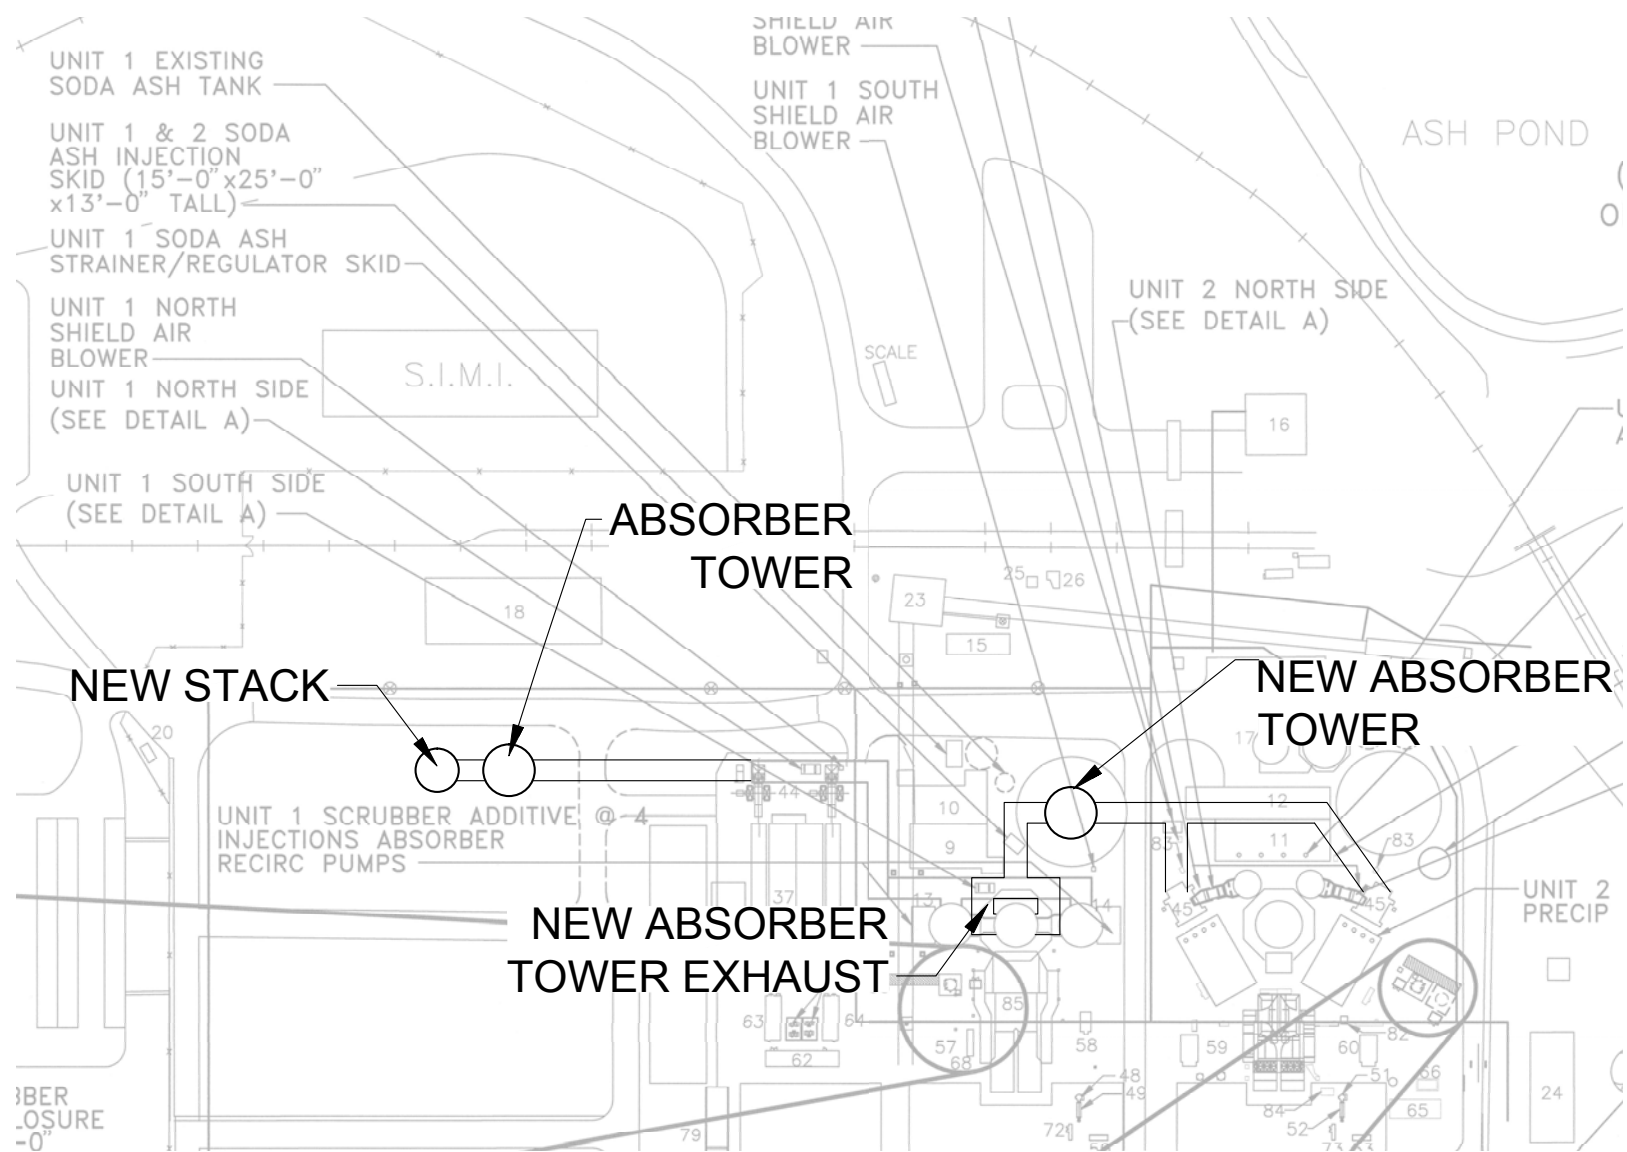 UNIT 1 EXISTING
SODA ASH TANK
UNIT 1 & 2 SODA
ASH INJECTION
SKID (15'-0"x25'-0"
x13'-0" TALL)
UNIT 1 SODA ASH
STRAINER/REGULATOR SKID
UNIT 1 NORTH
SHIELD AIR
BLOWER
UNIT 1 NORTH SIDE
(SEE DETAIL A)
UNIT 1 SOUTH SIDE
(SEE DETAIL A)
SHIELD AIR
BLOWER
UNIT 1 SOUTH
SHIELD AIR
BLOWER
ASH POND
UNIT 2 NORTH SIDE
(SEE DETAIL A)
S.I.M.I.
SCALE
16
ABSORBER
TOWER
25
26
23
18
15
NEW STACK
NEW ABSORBER
TOWER
20
17
44
10
12
UNIT 1 SCRUBBER ADDITIVE @ 4
INJECTIONS ABSORBER
RECIRC PUMPS
9
83
11
83
37
13
14
45
45
UNIT 2
PRECIP
NEW ABSORBER
TOWER EXHAUST
85
63
64
57
58
59
60
82
62
68
48
49
51
66
84
65
24
52
79
72
73
63
BBER
LOSURE
-0"